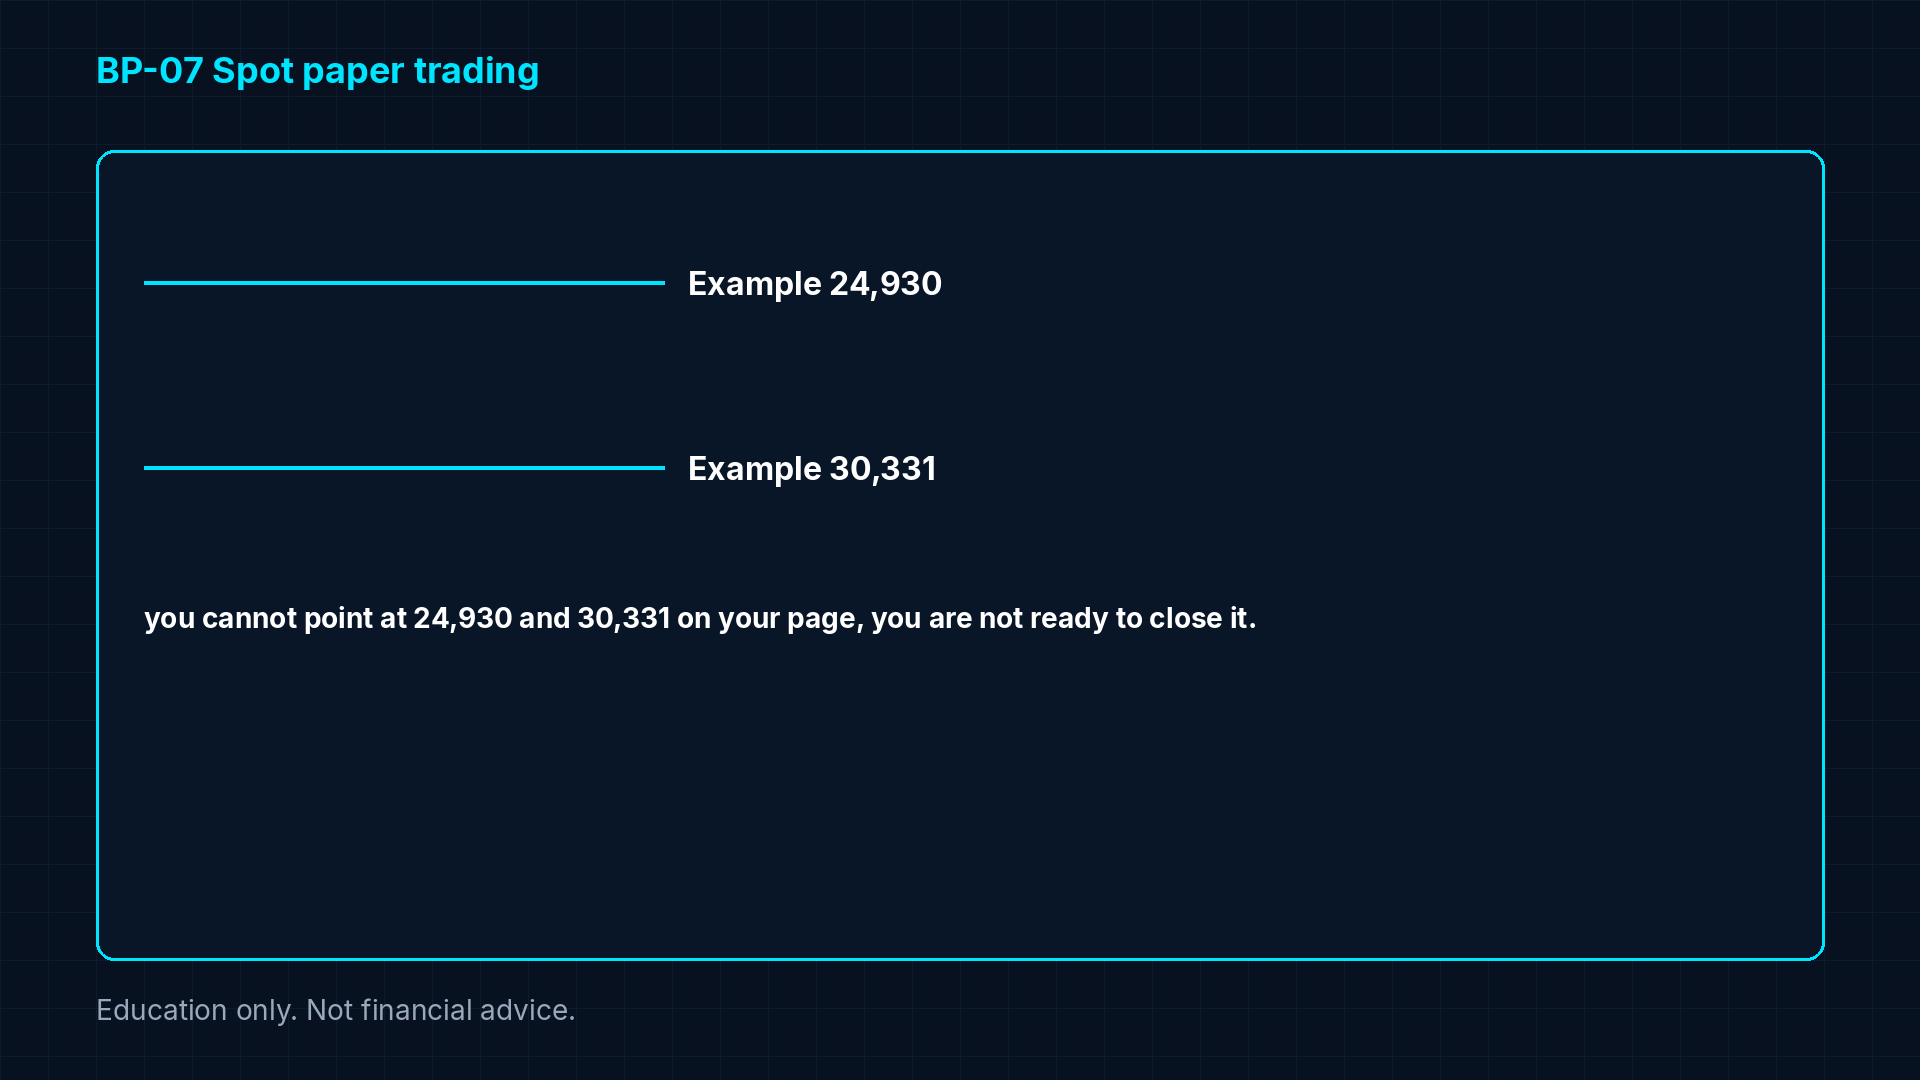 BP-07 Spot paper trading
Example 24,930
Example 30,331
you cannot point at 24,930 and 30,331 on your page, you are not ready to close it.
Education only. Not financial advice.